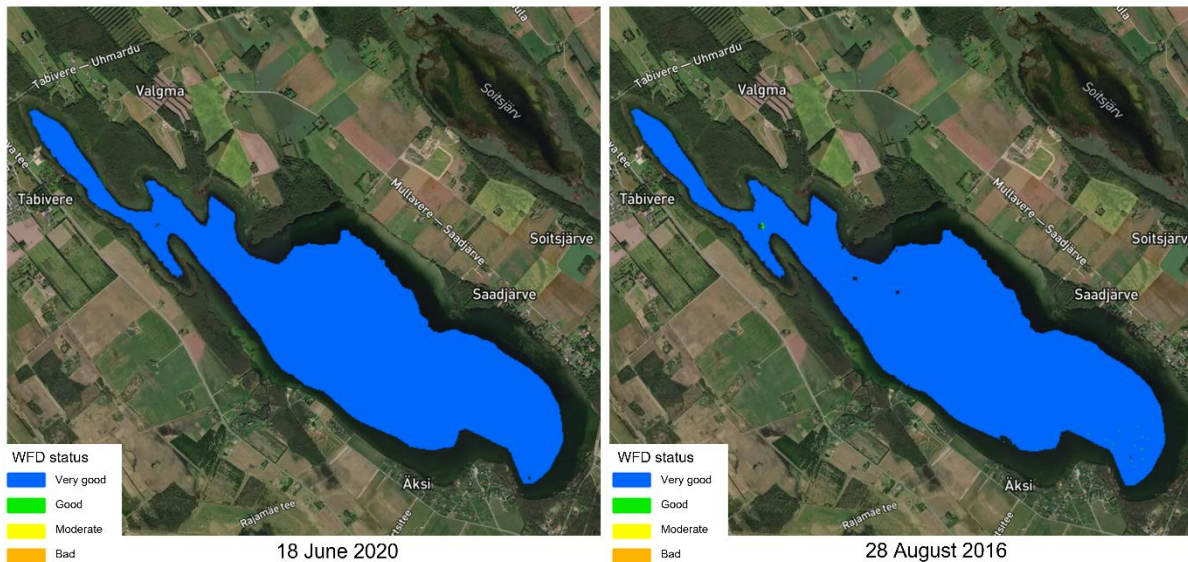 Tabivere — Uhmardu
Valgma
Soitsjärv
Tabivere
Mullavere — Saadjärve
Soitsjärve
Saadjärve
Äksi
Rajamäe tee
WFD status
Very good
Good
Moderate
Bad
18 June 2020
Tabivere — Uhmardu
Valgma
Soitsjärv
Tabivere
Mullavere — Saadjärve
Soitsjärve
Saadjärve
Äksi
Rajamäe tee
WFD status
Very good
Good
Moderate
Bad
28 August 2016